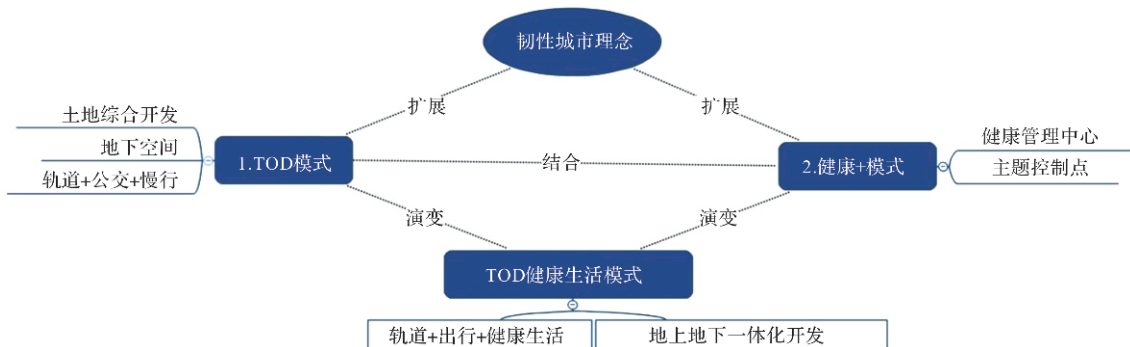 韧性城市理念
扩展
扩展
土地综合开发
地下空间
轨道+公交+慢行
1.TOD模式
结合
2.健康+模式
健康管理中心
主题控制点
演变
演变
TOD健康生活模式
轨道+出行+健康生活
地上地下一体化开发